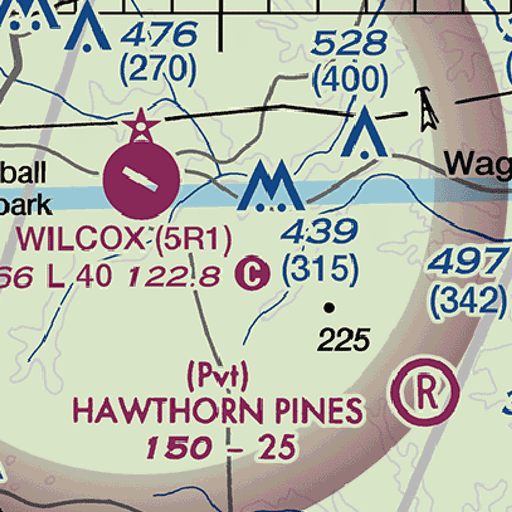 476
(270)
528
(400)
ball
park
Wag
WILCOX (5R1)
66 L 40 122.8 C
439
(315)
497
(342)
225
(Pvt)
HAWTHORN PINES
150 - 25
R